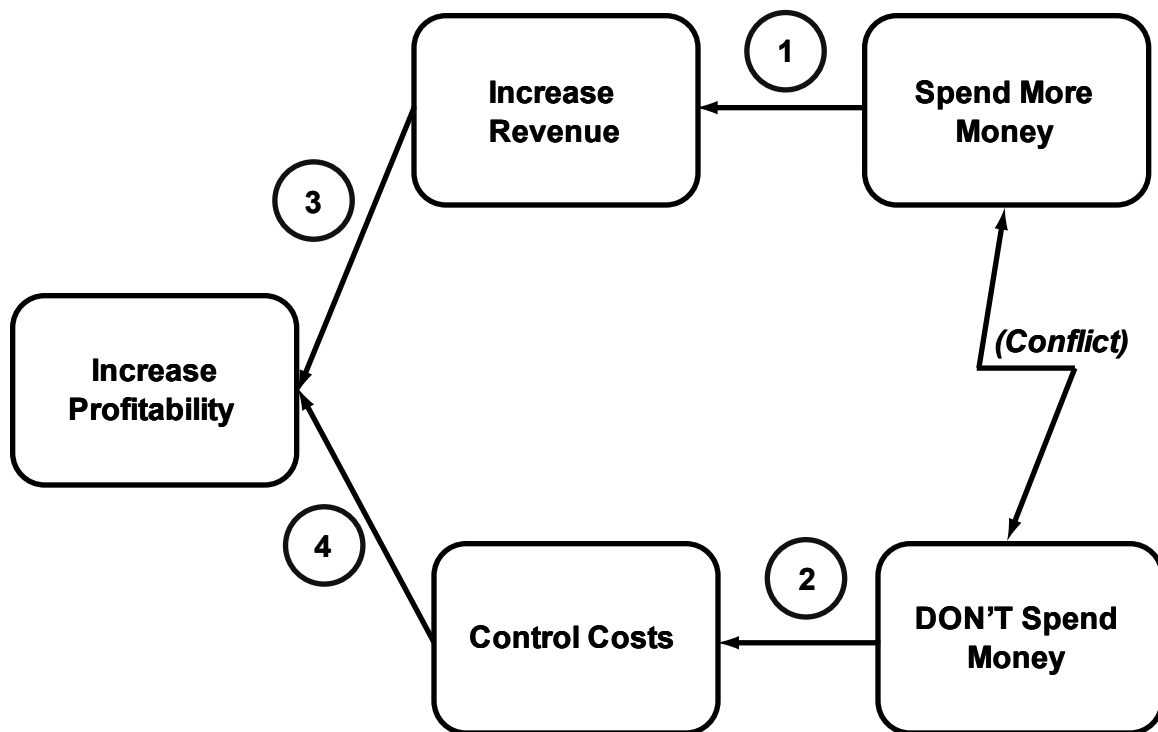 1
Increase
Revenue
Spend More
Money
3
(Conflict)
Increase
Profitability
4
2
Control Costs
DON'T Spend
Money